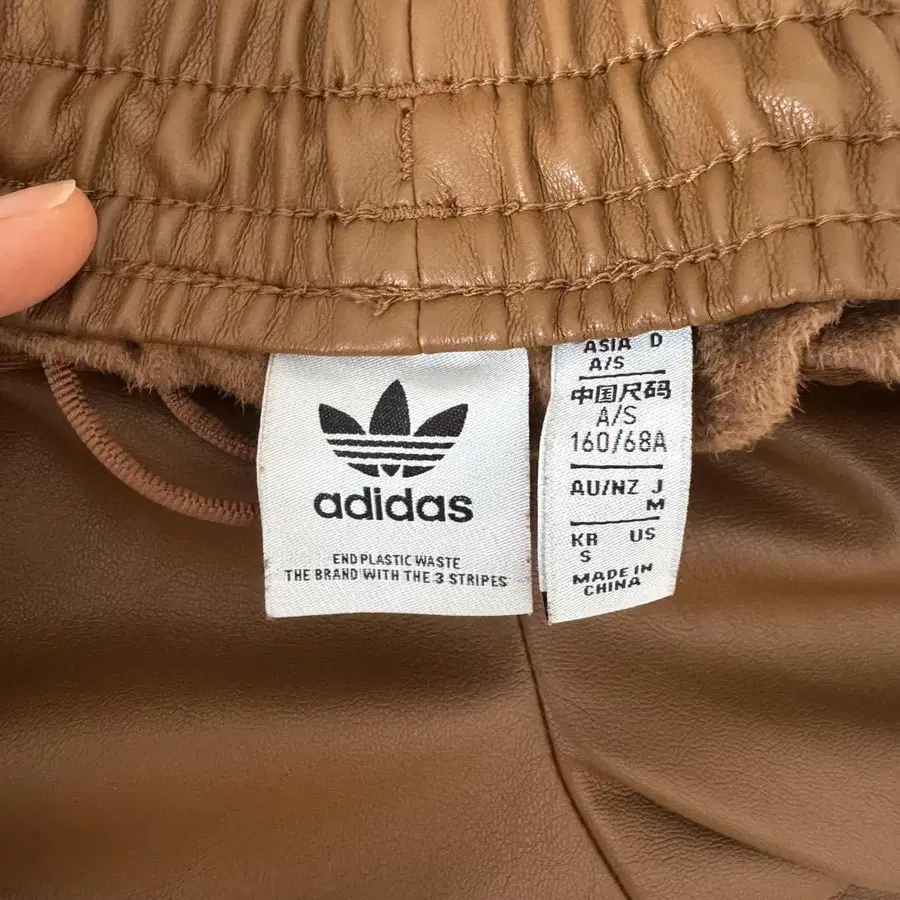 adidas
END PLASTIC WASTE
THE BRAND WITH THE 3 STRIPES
ASIA D
A/S
中国尺码
A/S
160/68A
AU/NZ J
M
KR US
S
MADE IN
CHINA